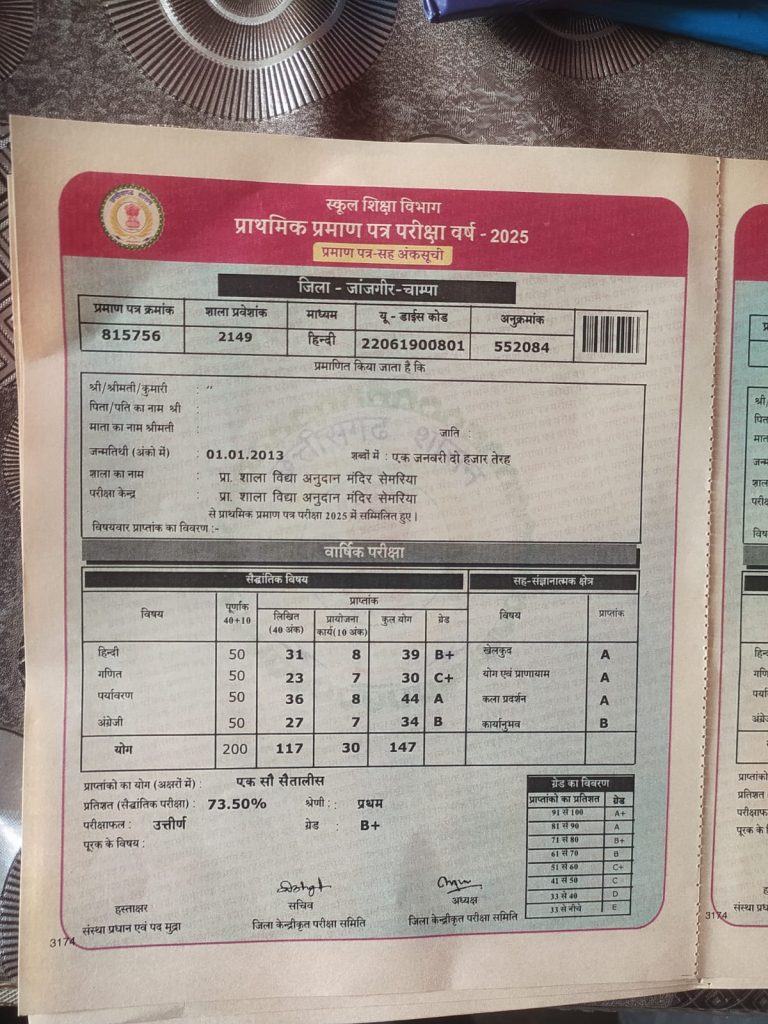 स्कूल शिक्षा विभाग
प्राथमिक प्रमाण पत्र परीक्षा वर्ष - 2025
प्रमाण पत्र-सह अंकसूची
जिला - जांजगीर-चाम्पा
प्रमाण पत्र क्रमांक शाला प्रवेशांक माध्यम यू - डाईस कोड अनुक्रमांक
815756 2149 हिन्दी 22061900801 552084
प्रमाणित किया जाता है कि
श्री/श्रीमती/कुमारी : ,,
पिता/पति का नाम श्री :
माता का नाम श्रीमती : जाति :
जन्मतिथी (अंको में) : 01.01.2013 शब्दों में : एक जनवरी दो हजार तेरह
शाला का नाम : प्रा. शाला विद्या अनुदान मंदिर सेमरिया
परीक्षा केन्द्र : प्रा. शाला विद्या अनुदान मंदिर सेमरिया
से प्राथमिक प्रमाण पत्र परीक्षा 2025 में सम्मिलित हुए।
विषयवार प्राप्तांक का विवरण :-
वार्षिक परीक्षा
सैद्धांतिक विषय सह-संज्ञानात्मक क्षेत्र
विषय पूर्णांक 40+10 प्राप्तांक विषय प्राप्तांक
लिखित (40 अंक) प्रायोजना कार्य(10 अंक) कुल योग ग्रेड
हिन्दी 50 31 8 39 B+ खेलकुद A
गणित 50 23 7 30 C+ योग एवं प्राणायाम A
पर्यावरण 50 36 8 44 A कला प्रदर्शन A
अंग्रेजी 50 27 7 34 B कार्यानुभव B
योग 200 117 30 147
प्राप्तांको का योग (अक्षरों में) : एक सौ सैतालीस
प्रतिशत (सैद्धांतिक परीक्षा) : 73.50% श्रेणी : : प्रथम
परीक्षाफल : उत्तीर्ण ग्रेड : B+
पूरक के विषय :
ग्रेड का विवरण
प्राप्तांको का प्रतिशत ग्रेड
91 से 100 A+
81 से 90 A
71 से 80 B+
61 से 70 B
51 से 60 C+
41 से 50 C
33 से 40 D
33 से नीचे E
हस्ताक्षर
संस्था प्रधान एवं पद मुद्रा
सचिव
जिला केन्द्रीकृत परीक्षा समिति
अध्यक्ष
जिला केन्द्रीकृत परीक्षा समिति
3174
3174